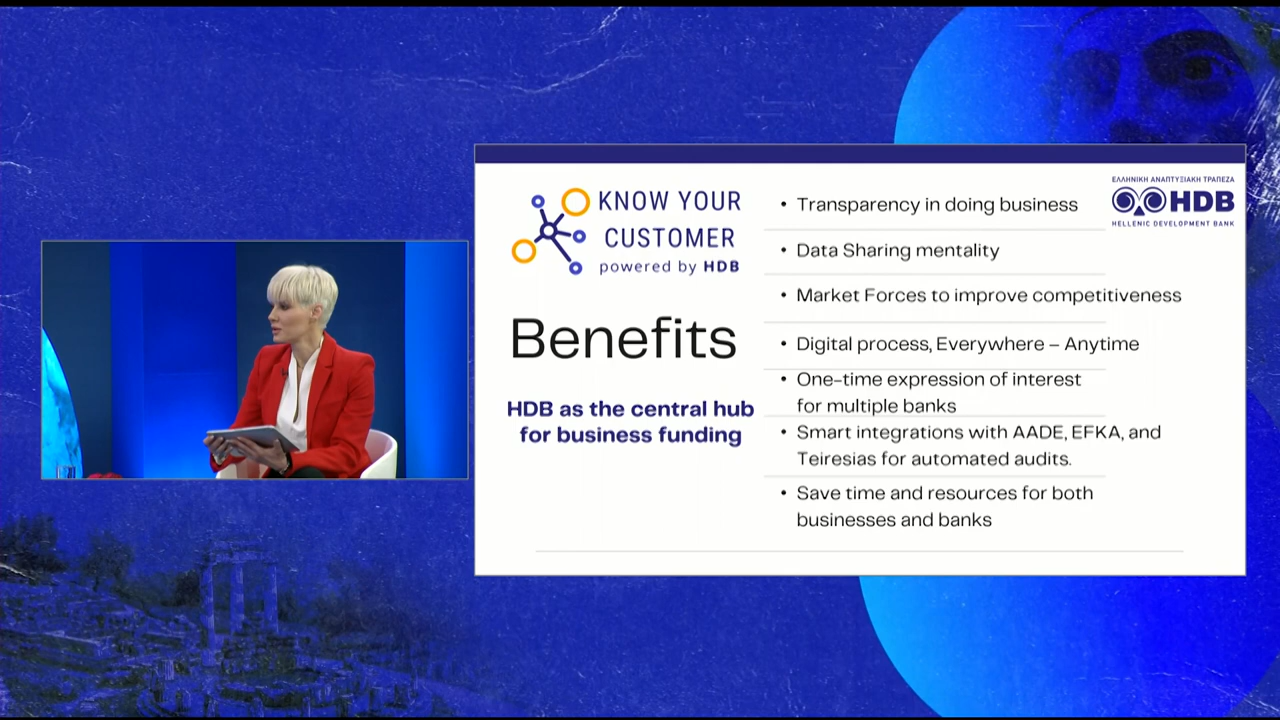 KNOW YOUR
CUSTOMER
powered by HDB
Benefits
HDB as the central hub
for business funding
• Transparency in doing business
• Data Sharing mentality
• Market Forces to improve competitiveness
• Digital process, Everywhere – Anytime
• One-time expression of interest
for multiple banks
• Smart integrations with AADE, EFKA, and
Teiresias for automated audits.
• Save time and resources for both
businesses and banks
ΕΛΛΗΝΙΚΗ ΑΝΑΠΤΥΞΙΑΚΗ ΤΡΑΠΕΖΑ
HDB
HELLENIC DEVELOPMENT BANK